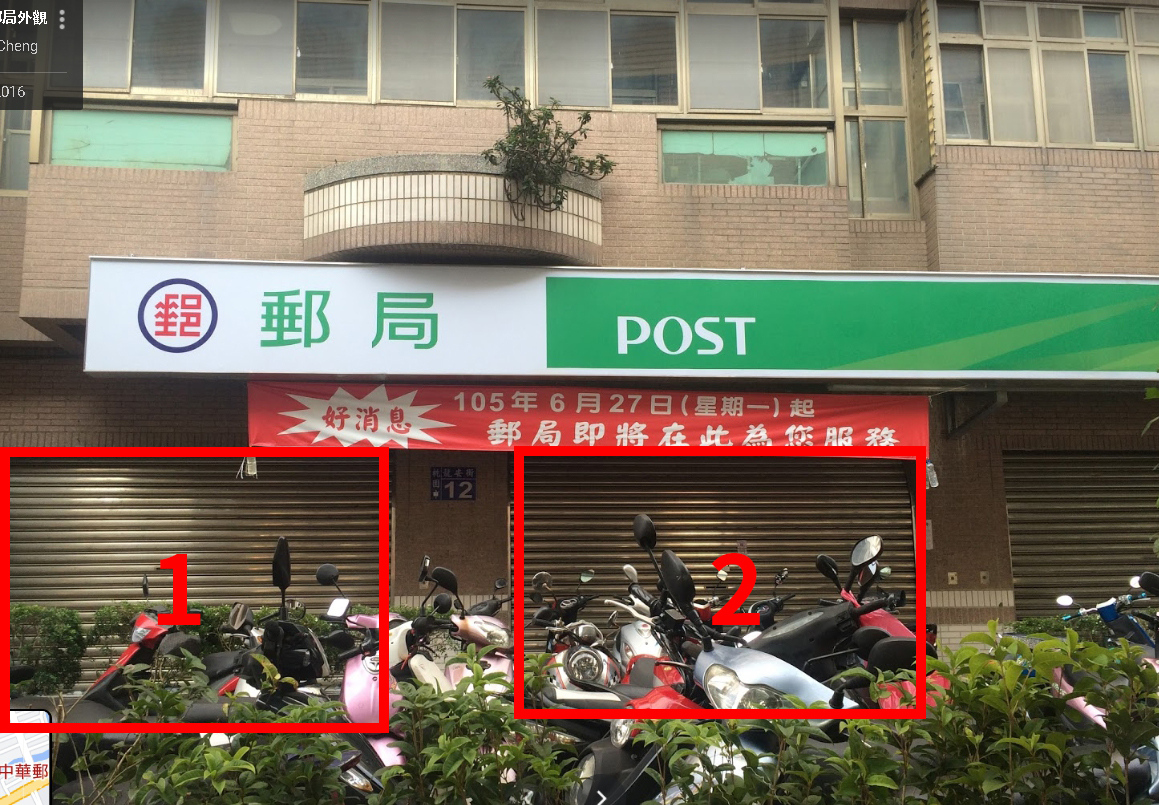 局外觀
Cheng
2016
郵 郵局 POST
好消息
105年6月27日(星期一)起
郵局即將在此為您服務
12
1
2
中華郵